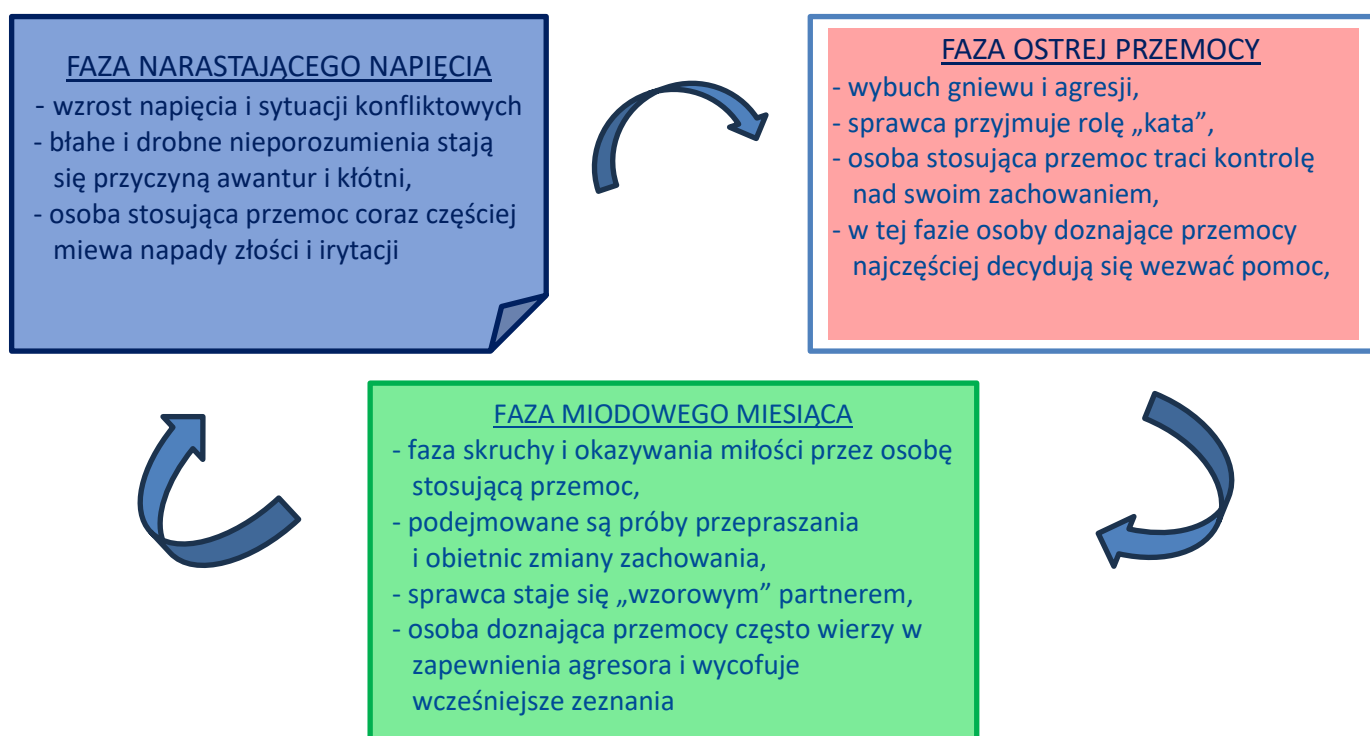 FAZA NARASTAJĄCEGO NAPIĘCIA
- wzrost napięcia i sytuacji konfliktowych
- błahe i drobne nieporozumienia stają
się przyczyną awantur i kłótni,
- osoba stosująca przemoc coraz częściej
miewa napady złości i irytacji
FAZA OSTREJ PRZEMOCY
- wybuch gniewu i agresji,
- sprawca przyjmuje rolę „kata”,
- osoba stosująca przemoc traci kontrolę
nad swoim zachowaniem,
- w tej fazie osoby doznające przemocy
najczęściej decydują się wezwać pomoc,
FAZA MIODOWEGO MIESIĄCA
- faza skruchy i okazywania miłości przez osobę
stosującą przemoc,
- podejmowane są próby przepraszania
i obietnic zmiany zachowania,
- sprawca staje się „wzorowym” partnerem,
- osoba doznająca przemocy często wierzy w
zapewnienia agresora i wycofuje
wcześniejsze zeznania